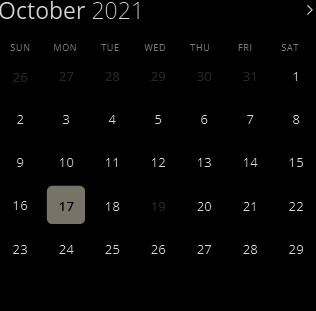 October 2021
SUN MON TUE WED THU FRI SAT
26 27 28 29 30 31 1
2 3 4 5 6 7 8
9 10 11 12 13 14 15
16 17 18 19 20 21 22
23 24 25 26 27 28 29